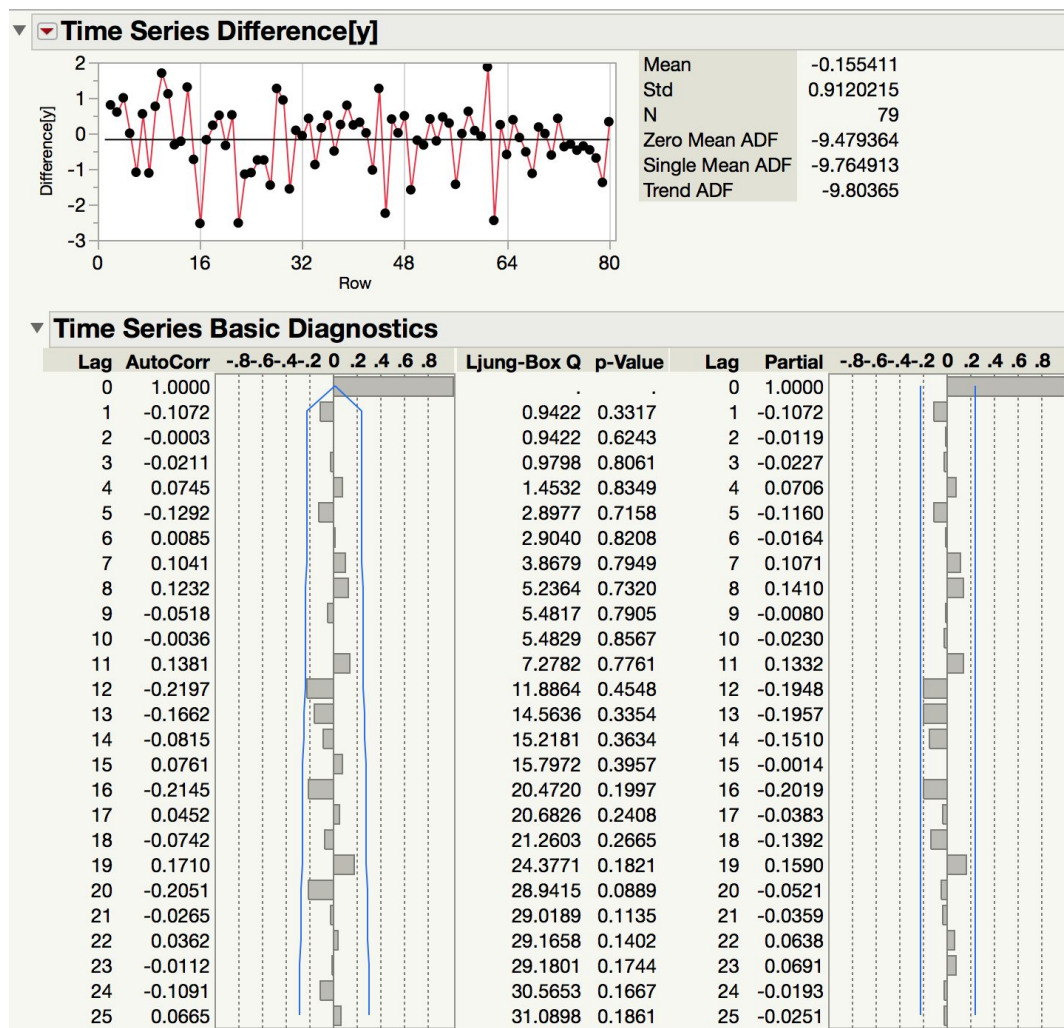 Time Series Difference[y]
2
1
0
-1
-2
-3
Difference[y]
0 16 32 48 64 80
Row
Mean -0.155411
Std 0.9120215
N 79
Zero Mean ADF -9.479364
Single Mean ADF -9.764913
Trend ADF -9.80365
Time Series Basic Diagnostics
Lag AutoCorr -.8-.6-.4-.2 0 .2 .4 .6 .8 Ljung-Box Q p-Value Lag Partial -.8-.6-.4-.2 0 .2 .4 .6 .8
0 1.0000 . . 0 1.0000
1 -0.1072 0.9422 0.3317 1 -0.1072
2 -0.0003 0.9422 0.6243 2 -0.0119
3 -0.0211 0.9798 0.8061 3 -0.0227
4 0.0745 1.4532 0.8349 4 0.0706
5 -0.1292 2.8977 0.7158 5 -0.1160
6 0.0085 2.9040 0.8208 6 -0.0164
7 0.1041 3.8679 0.7949 7 0.1071
8 0.1232 5.2364 0.7320 8 0.1410
9 -0.0518 5.4817 0.7905 9 -0.0080
10 -0.0036 5.4829 0.8567 10 -0.0230
11 0.1381 7.2782 0.7761 11 0.1332
12 -0.2197 11.8864 0.4548 12 -0.1948
13 -0.1662 14.5636 0.3354 13 -0.1957
14 -0.0815 15.2181 0.3634 14 -0.1510
15 0.0761 15.7972 0.3957 15 -0.0014
16 -0.2145 20.4720 0.1997 16 -0.2019
17 0.0452 20.6826 0.2408 17 -0.0383
18 -0.0742 21.2603 0.2665 18 -0.1392
19 0.1710 24.3771 0.1821 19 0.1590
20 -0.2051 28.9415 0.0889 20 -0.0521
21 -0.0265 29.0189 0.1135 21 -0.0359
22 0.0362 29.1658 0.1402 22 0.0638
23 -0.0112 29.1801 0.1744 23 0.0691
24 -0.1091 30.5653 0.1667 24 -0.0193
25 0.0665 31.0898 0.1861 25 -0.0251